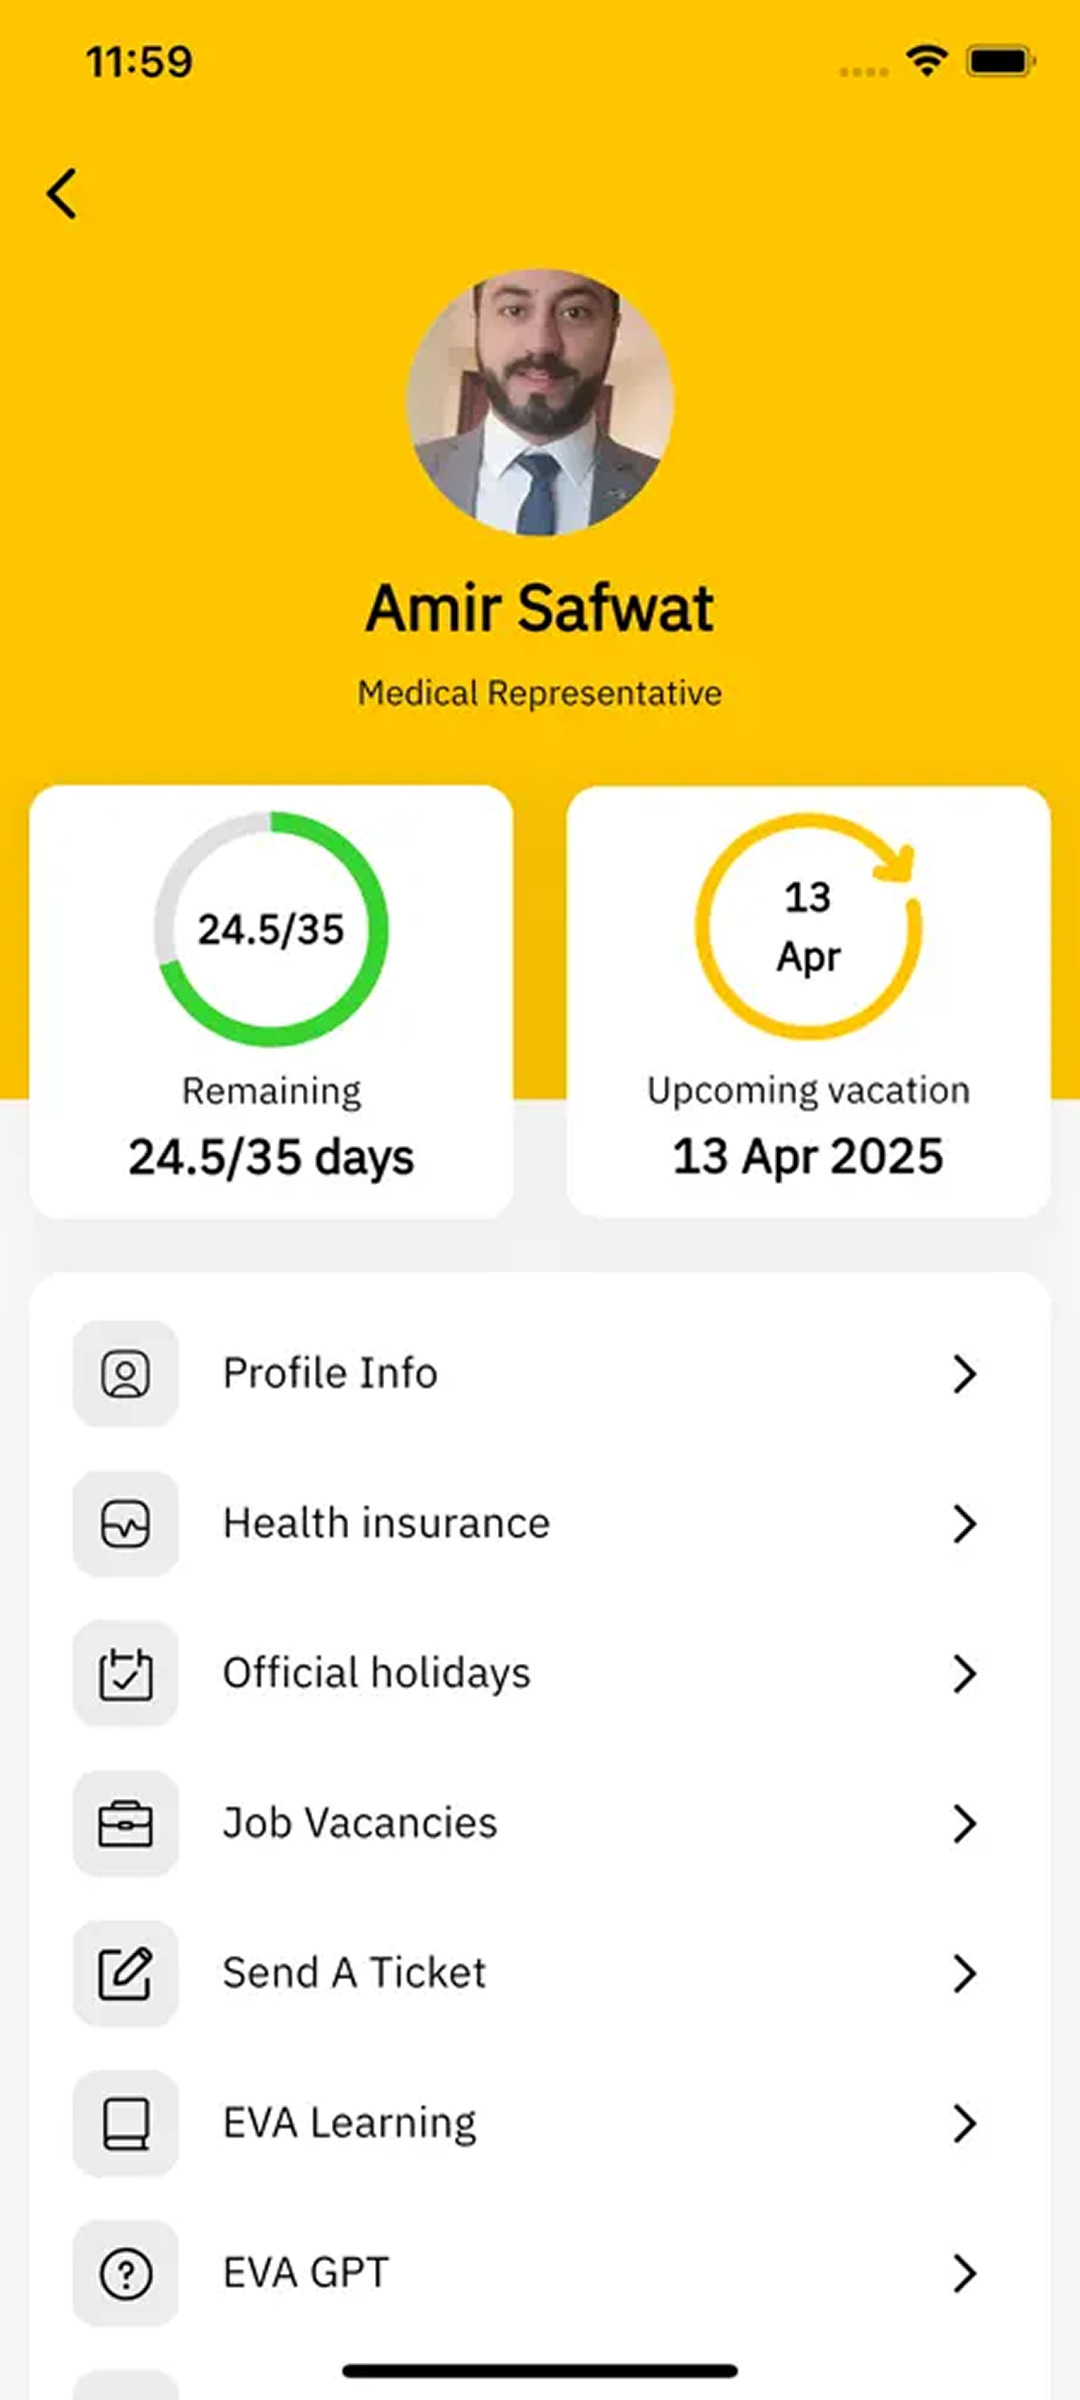 11:59
Amir Safwat
Medical Representative
24.5/35
Remaining
24.5/35 days
13
Apr
Upcoming vacation
13 Apr 2025
Profile Info
Health insurance
Official holidays
Job Vacancies
Send A Ticket
EVA Learning
EVA GPT